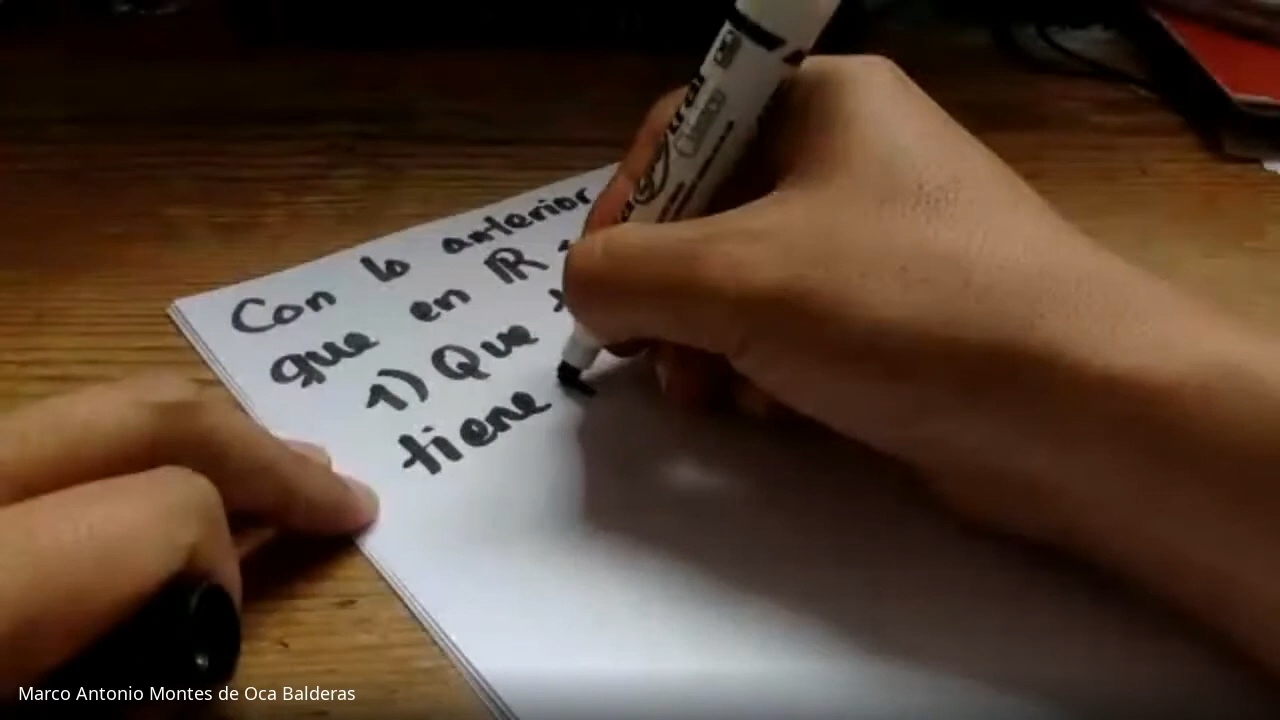 Con lo anterior
que en ℝ
1) Que
tiene
Marco Antonio Montes de Oca Balderas